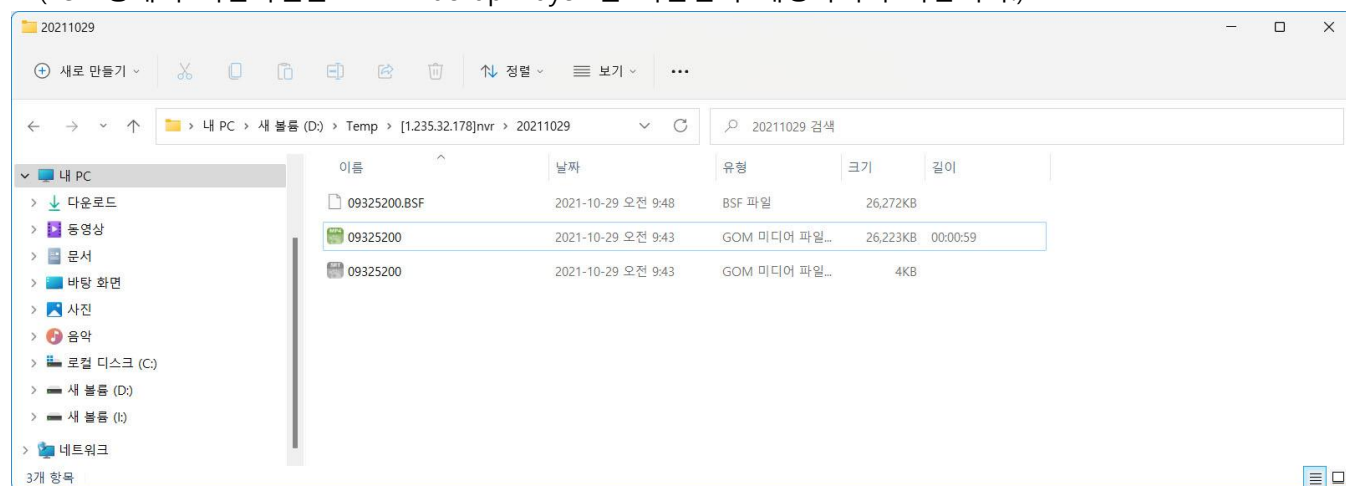 20211029
새로 만들기 정렬 보기 ...
내 PC > 새 볼륨 (D:) > Temp > [1.235.32.178]nvr > 20211029 20211029 검색
이름 날짜 유형 크기 길이
내 PC
다운로드 09325200.BSF 2021-10-29 오전 9:48 BSF 파일 26,272KB
동영상 09325200 2021-10-29 오전 9:43 GOM 미디어 파일... 26,223KB 00:00:59
문서
바탕 화면 09325200 2021-10-29 오전 9:43 GOM 미디어 파일... 4KB
사진
음악
로컬 디스크 (C:)
새 볼륨 (D:)
새 볼륨 (I:)
네트워크
3개 항목